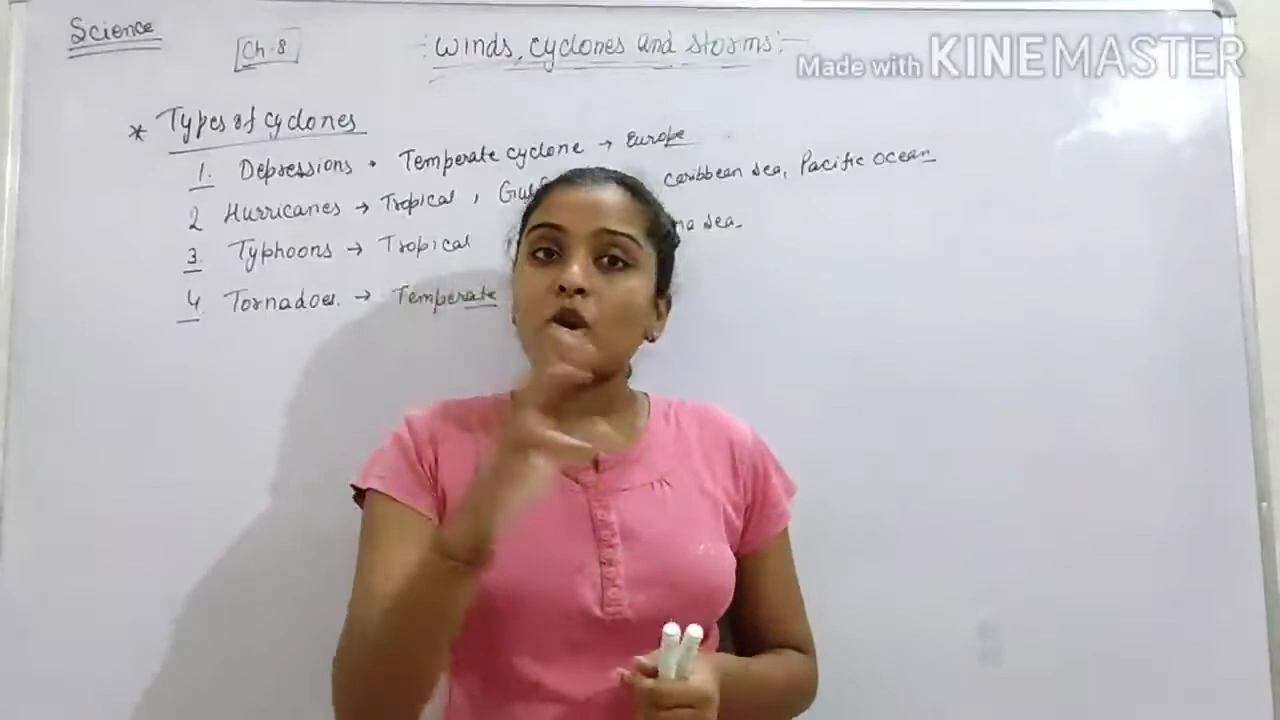 Science
Ch-8
:Winds, cyclones and storms:-
Made with KINEMASTER
* Types of cyclones
1. Depressions • Temperate cyclone → Europe
2 Hurricanes → Tropical, Caribbean Sea, Pacific Ocean
3. Typhoons → Tropical Sea
4. Tornadoes. → Temperate